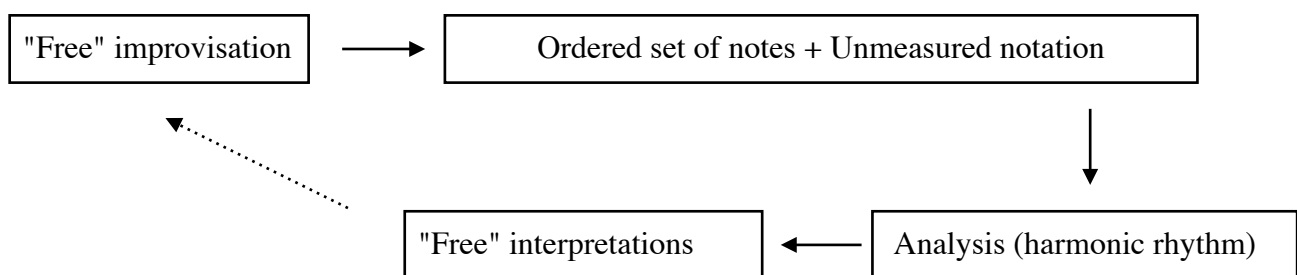 "Free" improvisation
Ordered set of notes + Unmeasured notation
"Free" interpretations
Analysis (harmonic rhythm)